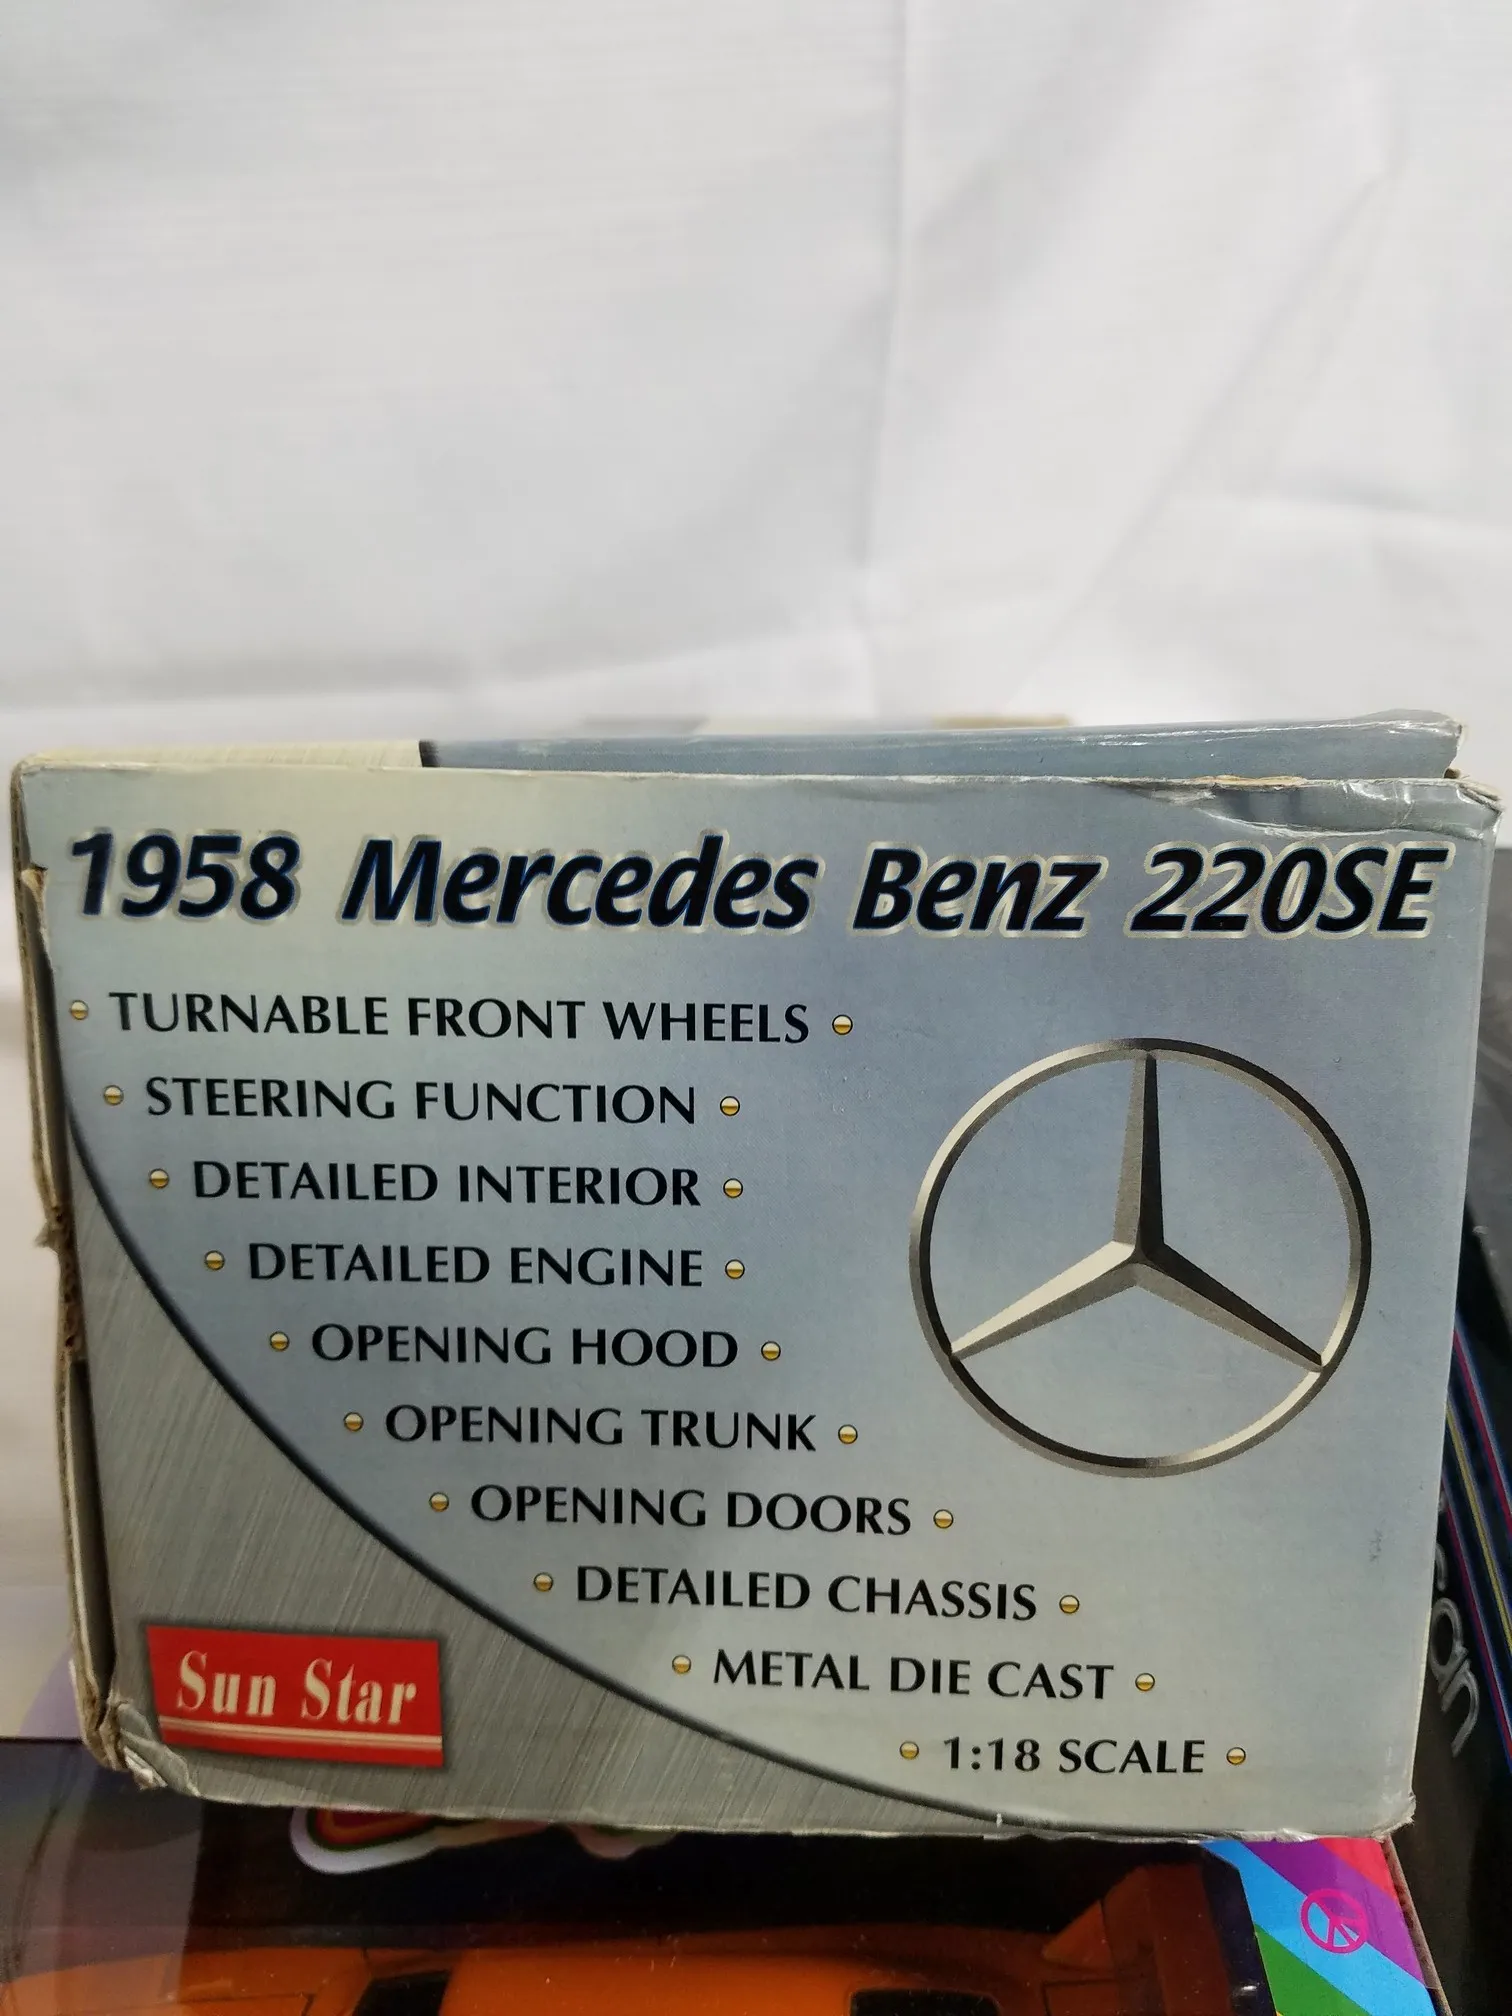 1958 Mercedes Benz 220SE
TURNABLE FRONT WHEELS
STEERING FUNCTION
DETAILED INTERIOR
DETAILED ENGINE
OPENING HOOD
OPENING TRUNK
OPENING DOORS
DETAILED CHASSIS
METAL DIE CAST
1:18 SCALE
Sun Star